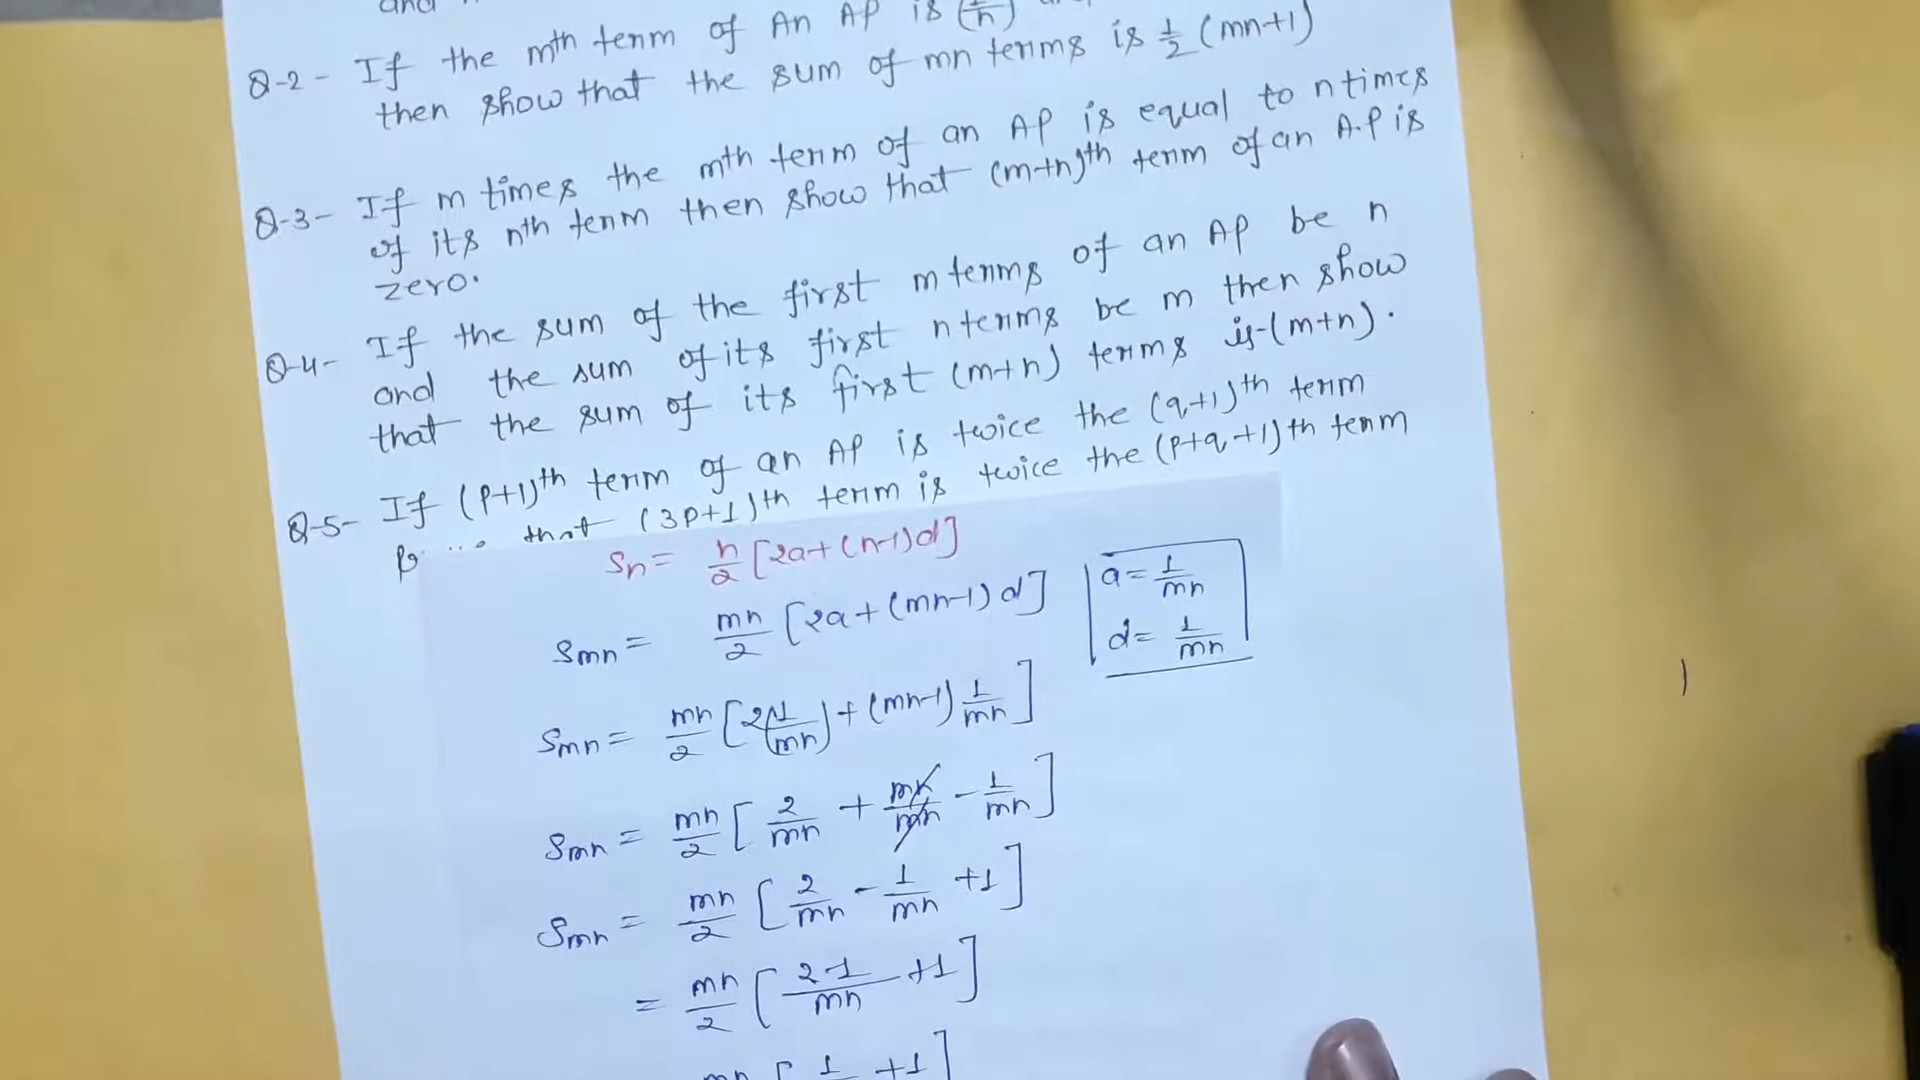 and
Q-2- If the mth term of An AP is (1/n)
then show that the sum of mn terms is 1/2 (mn+1)
Q-3- If m times the mth term of an AP is equal to n times
of its nth term then show that (m+n)th term of an A.P is
zero.
Q-4- If the sum of the first m terms of an AP be n
and the sum of its first n terms be m then show
that the sum of its first (m+n) terms is-(m+n).
Q-5- If (P+1)th term of an AP is twice the (q+1)th term
that (3P+1)th term is twice the (P+q+1)th term
Sn = n/2 [2a+(n-1)d]
Smn = mn/2 [2a+(mn-1)d]
a = 1/mn
d = 1/mn
Smn = mn/2 [2(1/mn)+(mn-1) 1/mn]
Smn = mn/2 [2/mn + mn/mn - 1/mn]
Smn = mn/2 [2/mn - 1/mn +1]
= mn/2 [2-1/mn +1]
mn [1 +1]